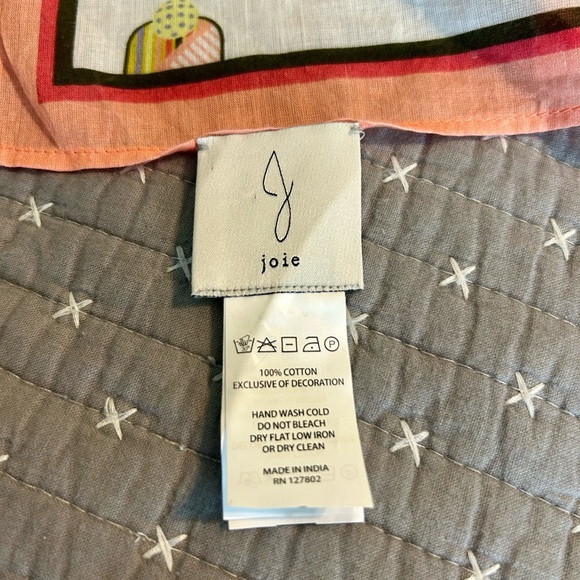 joie
100% COTTON
EXCLUSIVE OF DECORATION
HAND WASH COLD
DO NOT BLEACH
DRY FLAT LOW IRON
OR DRY CLEAN
MADE IN INDIA
RN 127802